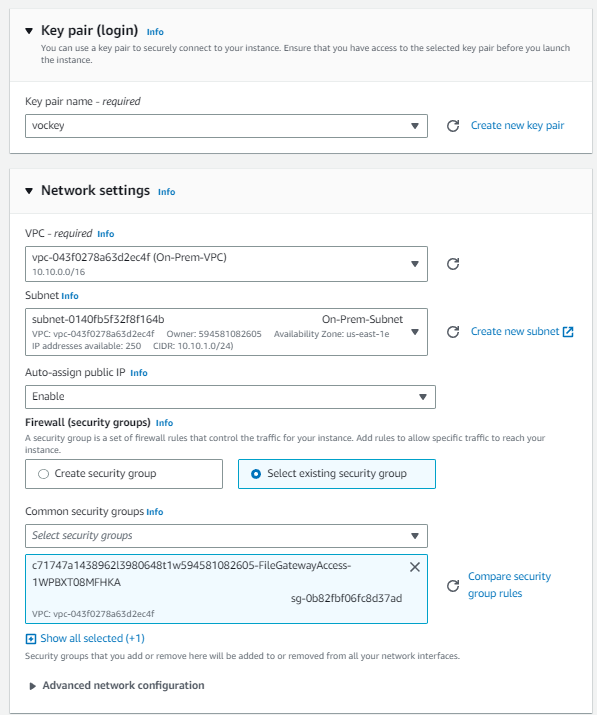 Key pair (login) Info
You can use a key pair to securely connect to your instance. Ensure that you have access to the selected key pair before you launch
the instance.
Key pair name - required
vockey
Create new key pair
Network settings Info
VPC - required Info
vpc-043f0278a63d2ec4f (On-Prem-VPC)
10.10.0.0/16
Subnet Info
subnet-0140fb5f32f8f164b On-Prem-Subnet
VPC: vpc-043f0278a63d2ec4f Owner: 594581082605 Availability Zone: us-east-1e
IP addresses available: 250 CIDR: 10.10.1.0/24)
Create new subnet
Auto-assign public IP Info
Enable
Firewall (security groups) Info
A security group is a set of firewall rules that control the traffic for your instance. Add rules to allow specific traffic to reach your
instance.
Create security group
Select existing security group
Common security groups Info
Select security groups
c71747a1438962l3980648t1w594581082605-FileGatewayAccess-
1WPBXT08MFHKA
sg-0b82fbf06fc8d37ad
VPC: vpc-043f0278a63d2ec4f
Compare security
group rules
Show all selected (+1)
Security groups that you add or remove here will be added to or removed from all your network interfaces.
Advanced network configuration